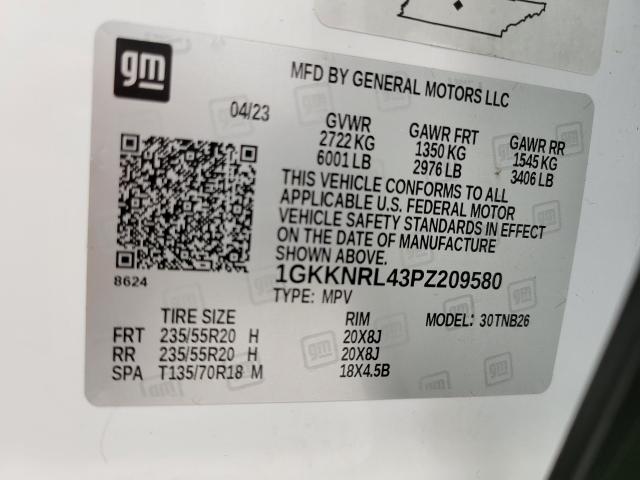 gm
MFD BY GENERAL MOTORS LLC
04/23
GVWR GAWR FRT GAWR RR
2722 KG 1350 KG 1545 KG
6001 LB 2976 LB 3406 LB
THIS VEHICLE CONFORMS TO ALL
APPLICABLE U.S. FEDERAL MOTOR
VEHICLE SAFETY STANDARDS IN EFFECT
ON THE DATE OF MANUFACTURE
SHOWN ABOVE.
8624
1GKKNRL43PZ209580
TYPE: MPV
TIRE SIZE RIM MODEL: 30TNB26
FRT 235/55R20 H 20X8J
RR 235/55R20 H 20X8J
SPA T135/70R18 M 18X4.5B